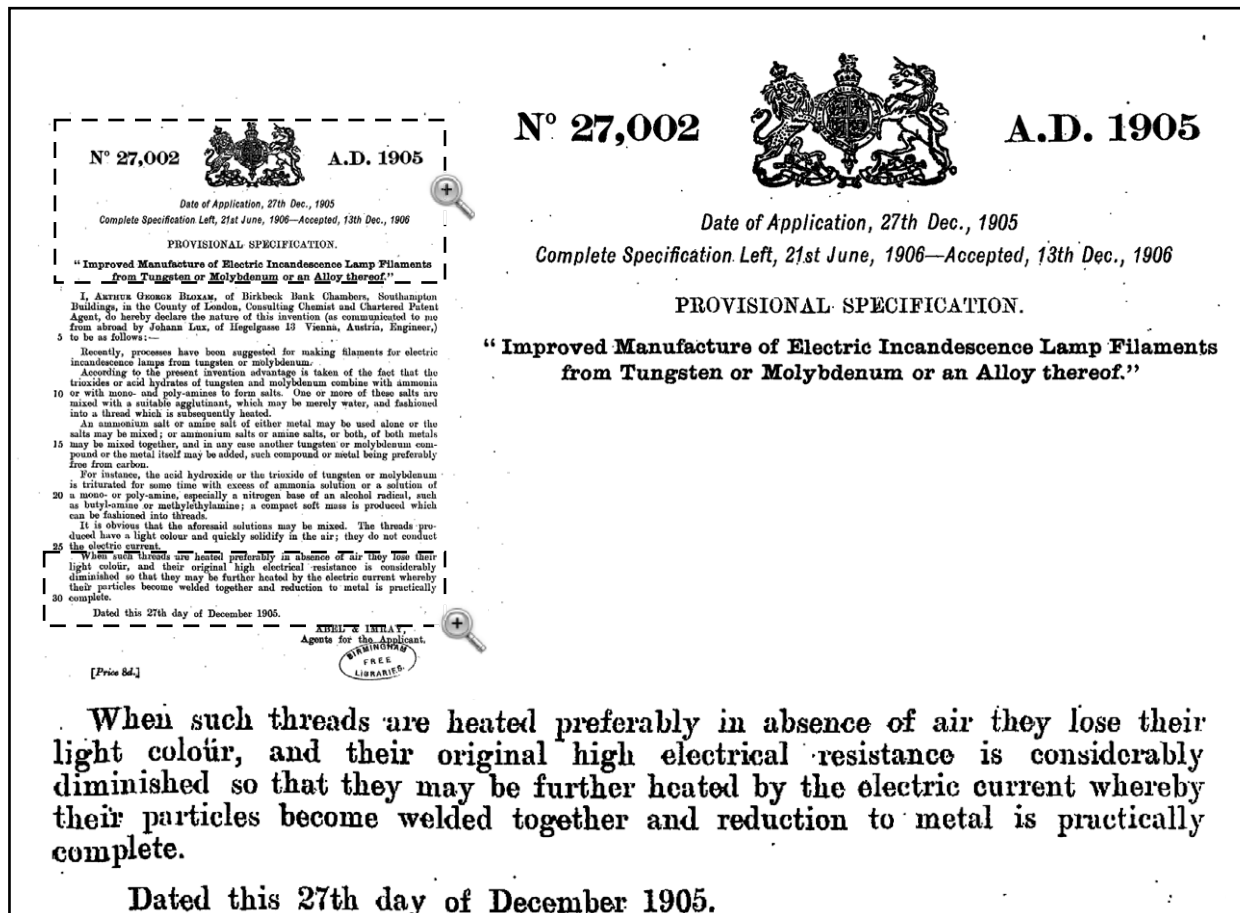 Nº 27,002 A.D. 1905
Date of Application, 27th Dec., 1905
Complete Specification Left, 21st June, 1906—Accepted, 13th Dec., 1906
PROVISIONAL SPECIFICATION.
"Improved Manufacture of Electric Incandescence Lamp Filaments
from Tungsten or Molybdenum or an Alloy thereof."
I, ARTHUR GEORGE BLOXAM, of Birkbeck Bank Chambers, Southampton
Buildings, in the County of London, Consulting Chemist and Chartered Patent
Agent, do hereby declare the nature of this invention (as communicated to me
from abroad by Johann Lux, of Hegelgasse 13 Vienna, Austria, Engineer,)
5 to be as follows:—
Recently, processes have been suggested for making filaments for electric
incandescence lamps from tungsten or molybdenum.
According to the present invention advantage is taken of the fact that the
trioxides or acid hydrates of tungsten and molybdenum combine with ammonia
10 or with mono- and poly-amines to form salts. One or more of these salts are
mixed with a suitable agglutinant, which may be merely water, and fashioned
into a thread which is subsequently heated.
An ammonium salt or amine salt of either metal may be used alone or the
salts may be mixed; or ammonium salts or amine salts, or both, of both metals
15 may be mixed together, and in any case another tungsten or molybdenum com-
pound or the metal itself may be added, such compound or metal being preferably
free from carbon.
For instance, the acid hydroxide or the trioxide of tungsten or molybdenum
is triturated for some time with excess of ammonia solution or a solution of
20 a mono- or poly-amine, especially a nitrogen base of an alcohol radical, such
as butyl-amine or methylethylamine; a compact soft mass is produced which
can be fashioned into threads.
It is obvious that the aforesaid solutions may be mixed. The threads pro-
duced have a light colour and quickly solidify in the air; they do not conduct
25 the electric current.
When such threads are heated preferably in absence of air they lose their
light colour, and their original high electrical resistance is considerably
diminished so that they may be further heated by the electric current whereby
their particles become welded together and reduction to metal is practically
30 complete.
Dated this 27th day of December 1905.
ABEL & IMRAY,
Agents for the Applicant.
[Price 8d.]
BIRMINGHAM
FREE
LIBRARIES.
Nº 27,002 A.D. 1905
Date of Application, 27th Dec., 1905
Complete Specification Left, 21st June, 1906—Accepted, 13th Dec., 1906
PROVISIONAL SPECIFICATION.
"Improved Manufacture of Electric Incandescence Lamp Filaments
from Tungsten or Molybdenum or an Alloy thereof."
When such threads are heated preferably in absence of air they lose their
light colour, and their original high electrical resistance is considerably
diminished so that they may be further heated by the electric current whereby
their particles become welded together and reduction to metal is practically
complete.
Dated this 27th day of December 1905.